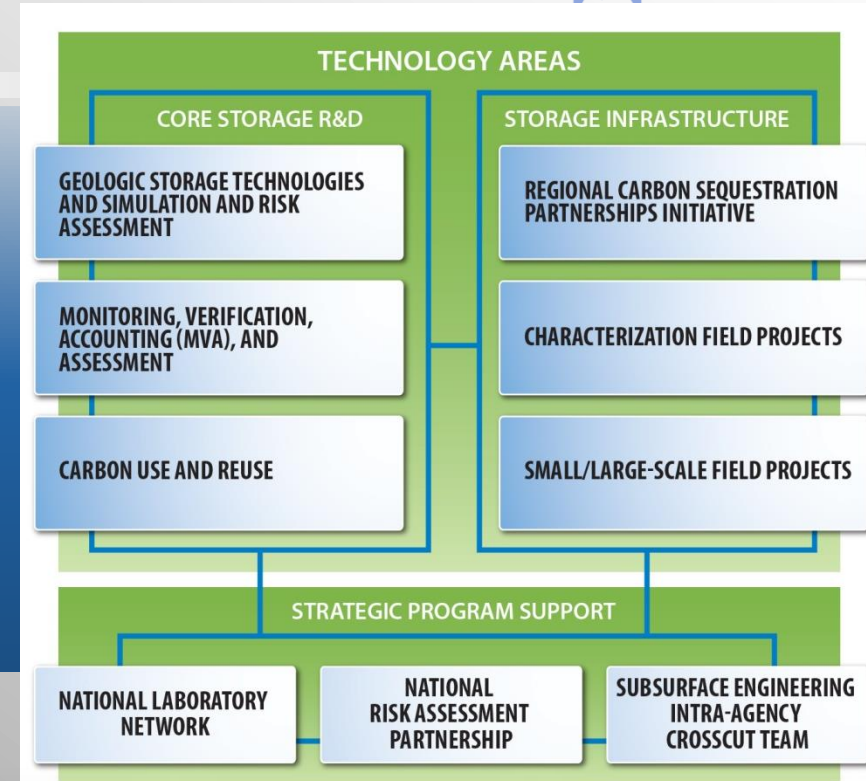 TECHNOLOGY AREAS
CORE STORAGE R&D
GEOLOGIC STORAGE TECHNOLOGIES
AND SIMULATION AND RISK
ASSESSMENT
MONITORING, VERIFICATION,
ACCOUNTING (MVA), AND
ASSESSMENT
CARBON USE AND REUSE
STORAGE INFRASTRUCTURE
REGIONAL CARBON SEQUESTRATION
PARTNERSHIPS INITIATIVE
CHARACTERIZATION FIELD PROJECTS
SMALL/LARGE-SCALE FIELD PROJECTS
STRATEGIC PROGRAM SUPPORT
NATIONAL LABORATORY
NETWORK
NATIONAL
RISK ASSESSMENT
PARTNERSHIP
SUBSURFACE ENGINEERING
INTRA-AGENCY
CROSSCUT TEAM